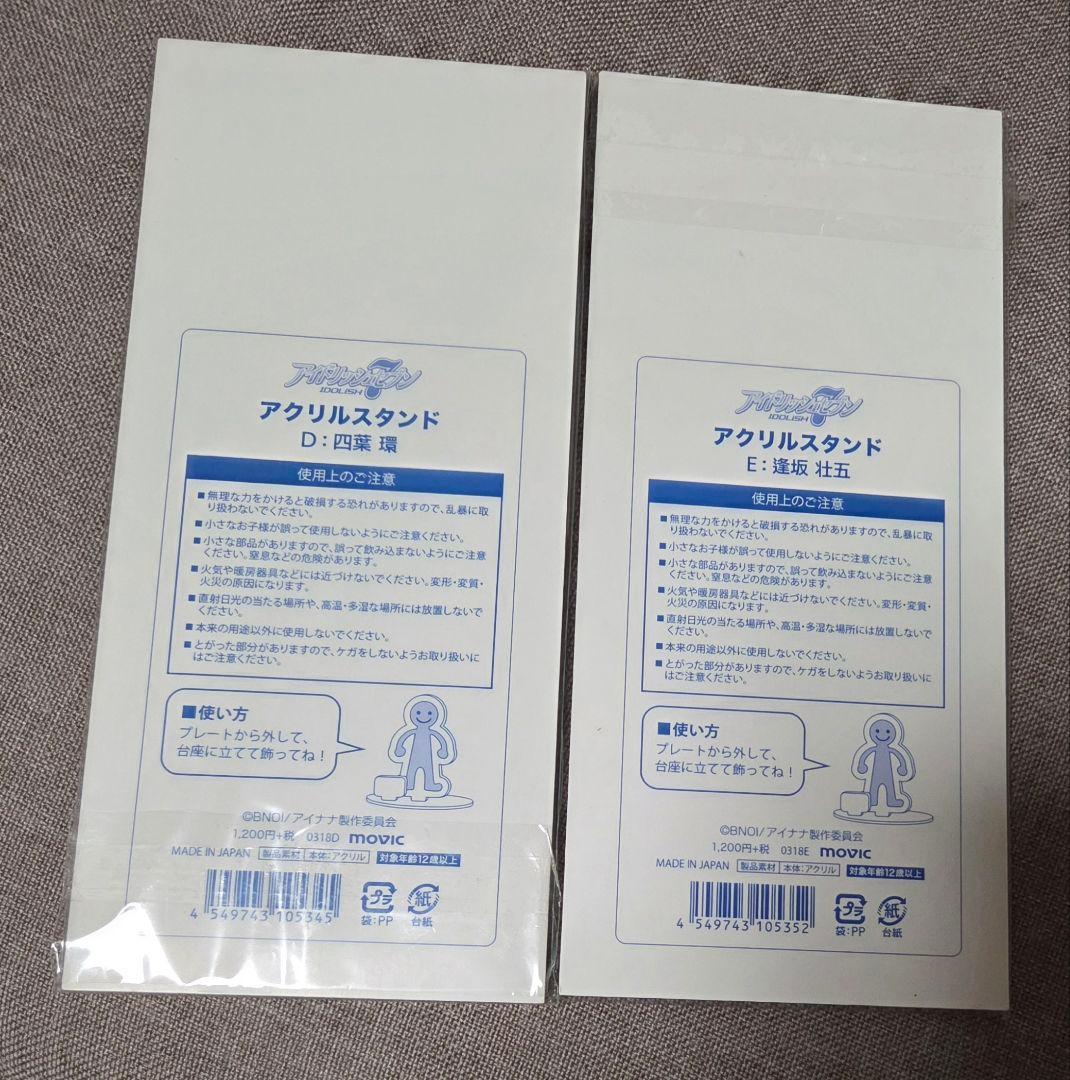 アイドリッシュセブン
IDOLISH 7
アクリルスタンド
D:四葉 環
使用上のご注意
■無理な力をかけると破損する恐れがありますので、乱暴に取
り扱わないでください。
■小さなお子様が誤って使用しないようにご注意ください。
■小さな部品がありますので、誤って飲み込まないようにご注意
ください。窒息などの危険があります。
■火気や暖房器具などには近づけないでください。変形・変質・
火災の原因になります。
■直射日光の当たる場所や、高温・多湿な場所には放置しないで
ください。
■本来の用途以外に使用しないでください。
■とがった部分がありますので、ケガをしないようお取り扱いに
はご注意ください。
■使い方
プレートから外して、
台座に立てて飾ってね!
©BNOI/アイナナ製作委員会
1,200円+税 0318D movic
MADE IN JAPAN 製品素材 本体:アクリル 対象年齢12歳以上
4 549743 105345
プラ
袋:PP
紙
台紙
アイドリッシュセブン
IDOLISH 7
アクリルスタンド
E:逢坂 壮五
使用上のご注意
■無理な力をかけると破損する恐れがありますので、乱暴に取
り扱わないでください。
■小さなお子様が誤って使用しないようにご注意ください。
■小さな部品がありますので、誤って飲み込まないようにご注意
ください。窒息などの危険があります。
■火気や暖房器具などには近づけないでください。変形・変質・
火災の原因になります。
■直射日光の当たる場所や、高温・多湿な場所には放置しないで
ください。
■本来の用途以外に使用しないでください。
■とがった部分がありますので、ケガをしないようお取り扱いに
はご注意ください。
■使い方
プレートから外して、
台座に立てて飾ってね!
©BNOI/アイナナ製作委員会
1,200円+税 0318E movic
MADE IN JAPAN 製品素材 本体:アクリル 対象年齢12歳以上
4 549743 105352
プラ
袋:PP
紙
台紙